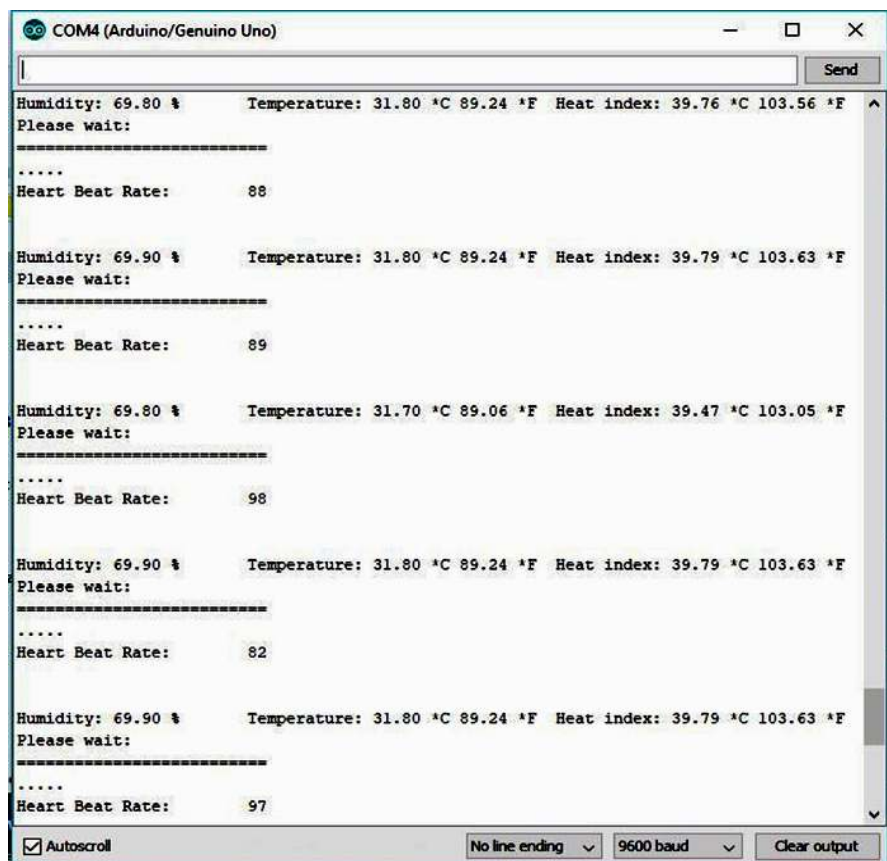 COM4 (Arduino/Genuino Uno)
Send
Humidity: 69.80 % Temperature: 31.80 *C 89.24 *F Heat index: 39.76 *C 103.56 *F
Please wait:
===========================
.....
Heart Beat Rate: 88
Humidity: 69.90 % Temperature: 31.80 *C 89.24 *F Heat index: 39.79 *C 103.63 *F
Please wait:
===========================
.....
Heart Beat Rate: 89
Humidity: 69.80 % Temperature: 31.70 *C 89.06 *F Heat index: 39.47 *C 103.05 *F
Please wait:
===========================
.....
Heart Beat Rate: 98
Humidity: 69.90 % Temperature: 31.80 *C 89.24 *F Heat index: 39.79 *C 103.63 *F
Please wait:
===========================
.....
Heart Beat Rate: 82
Humidity: 69.90 % Temperature: 31.80 *C 89.24 *F Heat index: 39.79 *C 103.63 *F
Please wait:
===========================
.....
Heart Beat Rate: 97
Autoscroll No line ending 9600 baud Clear output